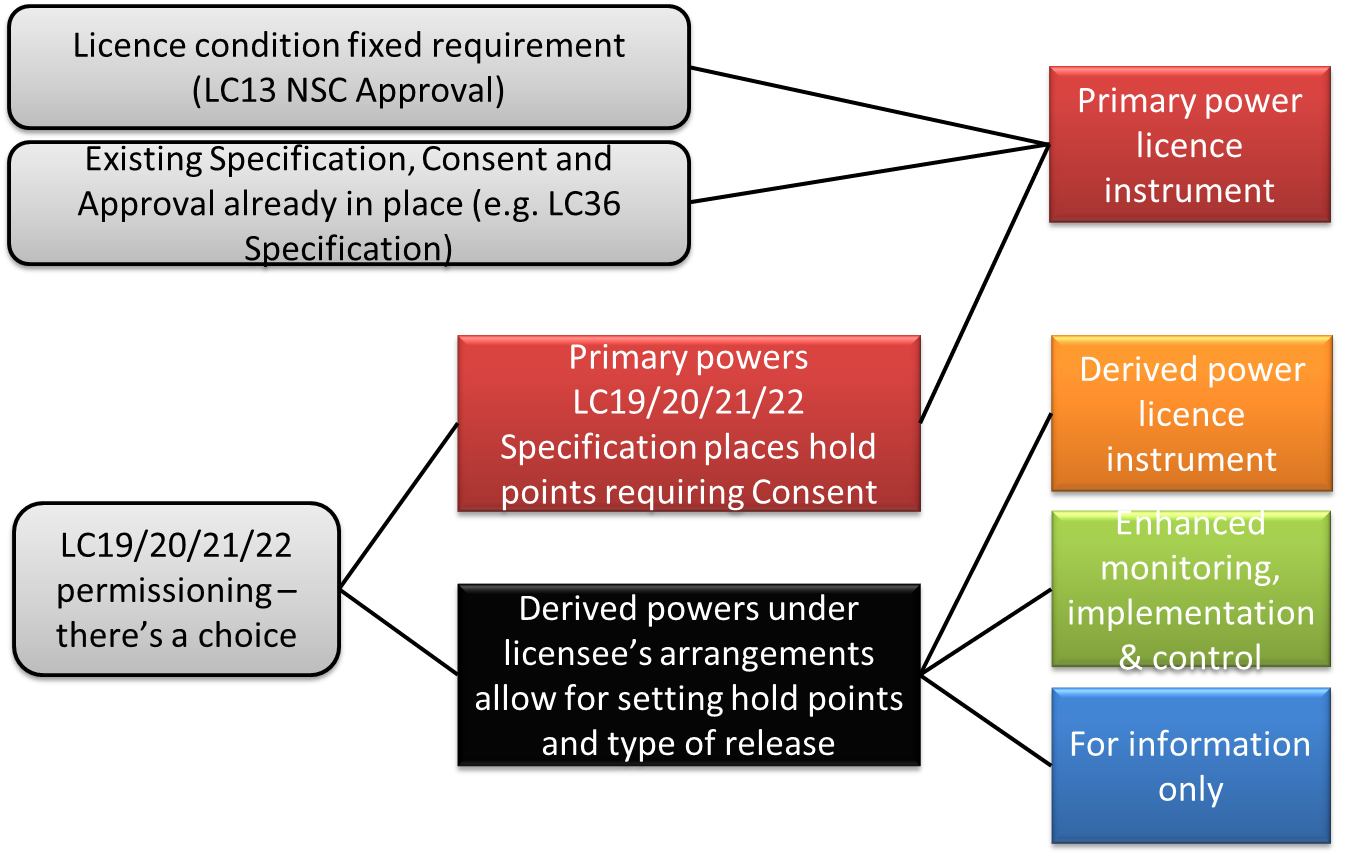 Licence condition fixed requirement
(LC13 NSC Approval)
Existing Specification, Consent and
Approval already in place (e.g. LC36
Specification)
Primary power
licence
instrument
Primary powers
LC19/20/21/22
Specification places hold
points requiring Consent
Derived power
licence
instrument
LC19/20/21/22
permissioning –
there’s a choice
Derived powers under
licensee’s arrangements
allow for setting hold points
and type of release
Enhanced
monitoring,
implementation
& control
For information
only